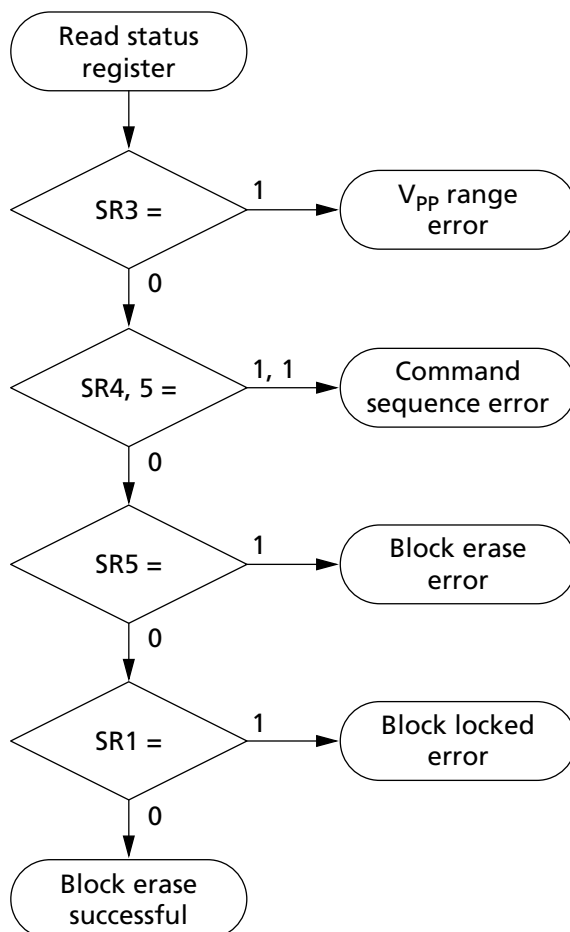 Read status
register
SR3 =
1
V_PP range
error
0
SR4, 5 =
1, 1
Command
sequence error
0
SR5 =
1
Block erase
error
0
SR1 =
1
Block locked
error
0
Block erase
successful